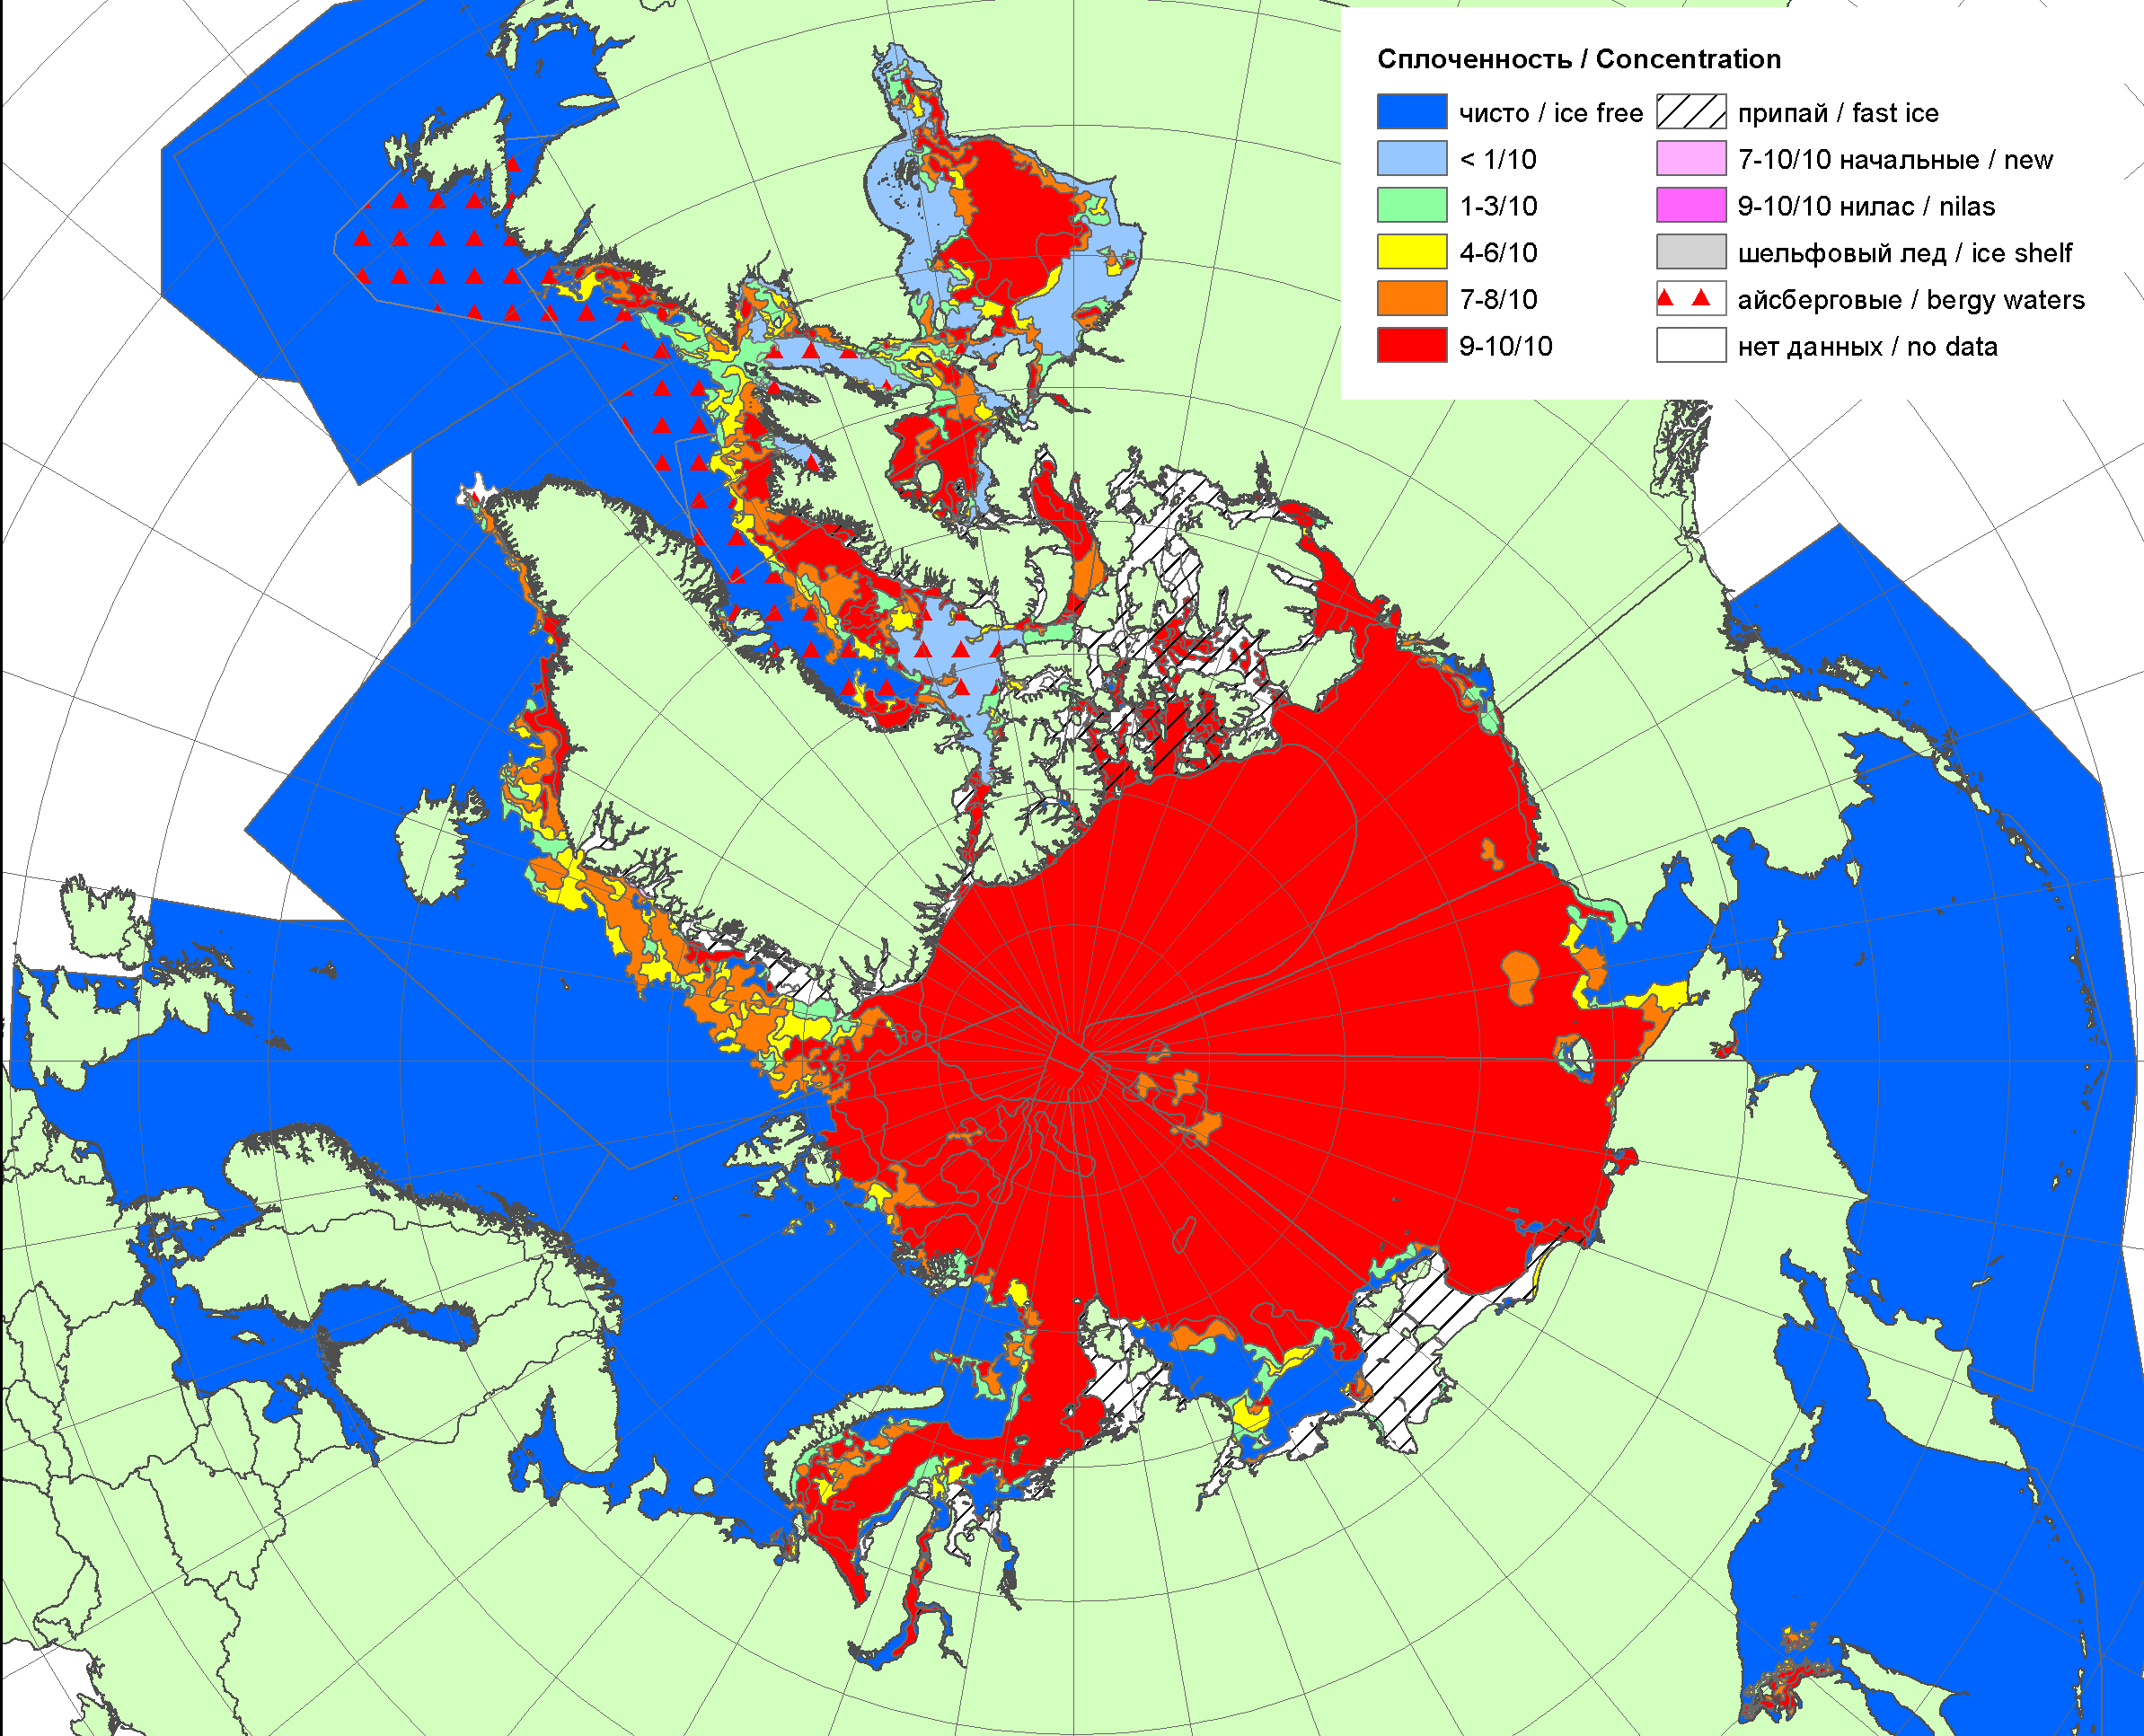 Сплоченность / Concentration
чисто / ice free
< 1/10
1-3/10
4-6/10
7-8/10
9-10/10
припай / fast ice
7-10/10 начальные / new
9-10/10 нилас / nilas
шельфовый лед / ice shelf
айсберговые / bergy waters
нет данных / no data